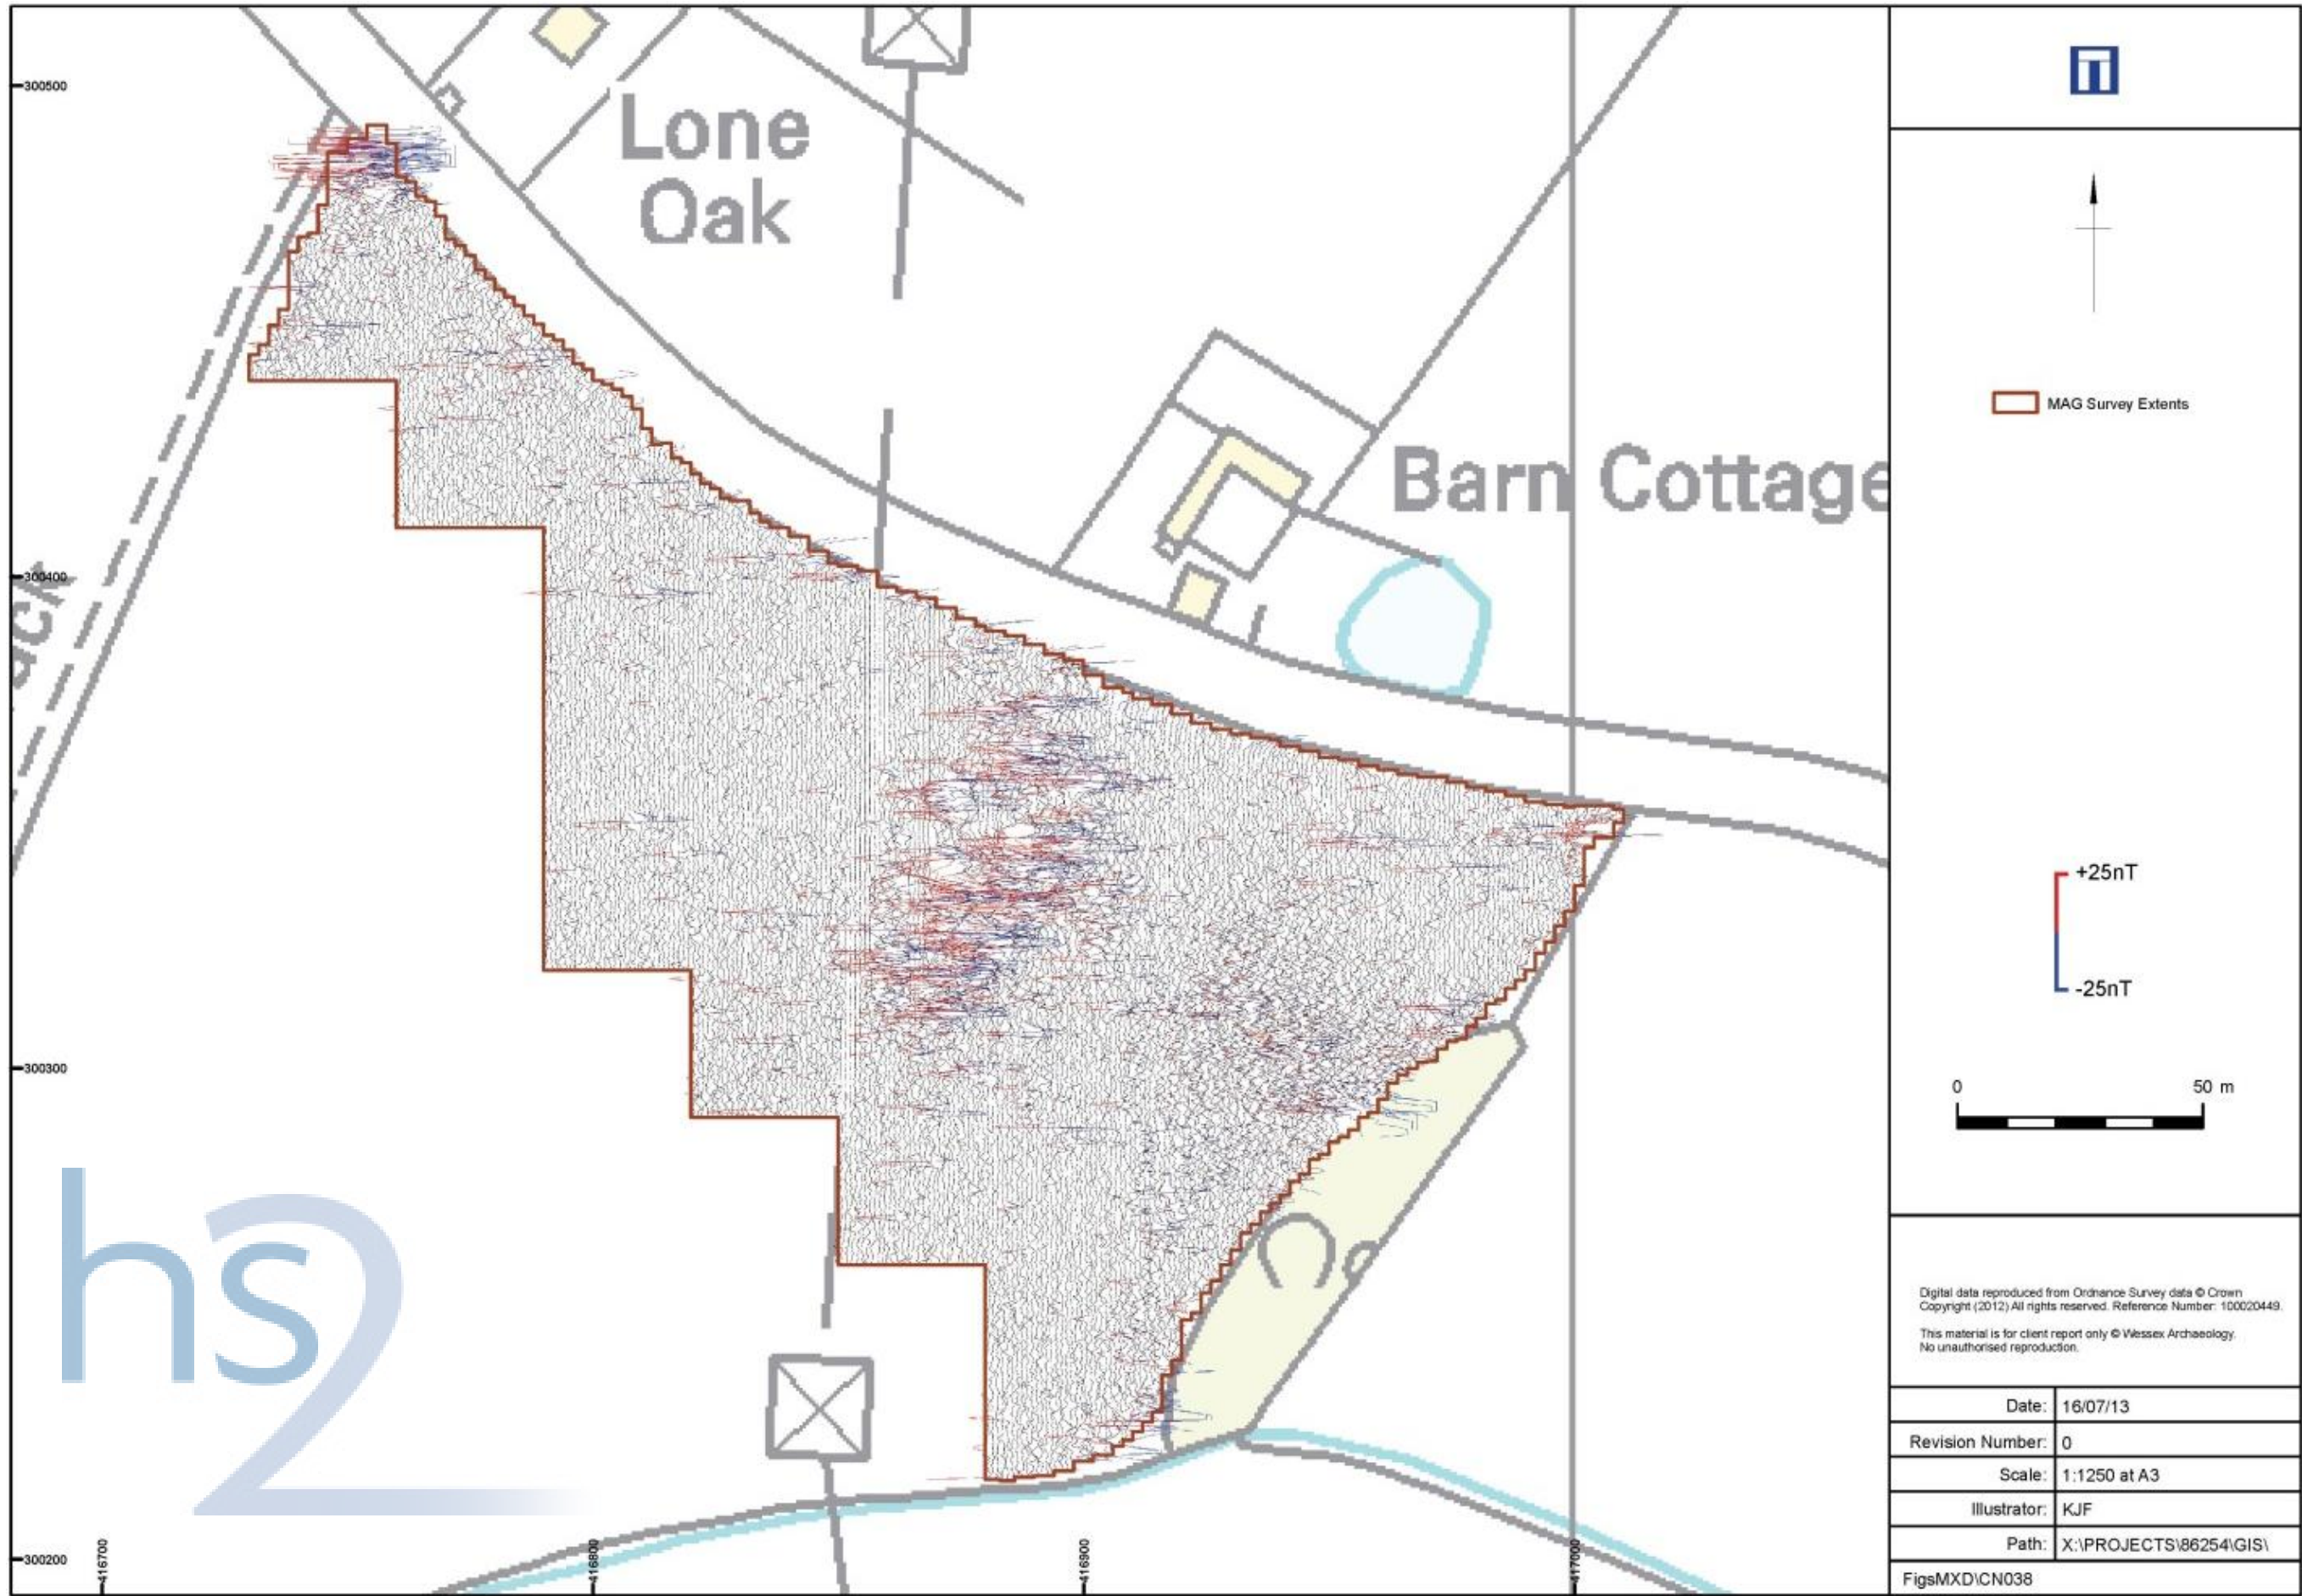 300500
Lone
Oak
MAG Survey Extents
Barn Cottage
300400
+25nT
-25nT
300300
0 50 m
hs2
Digital data reproduced from Ordnance Survey data © Crown
Copyright (2012) All rights reserved. Reference Number: 100020449.
This material is for client report only © Wessex Archaeology.
No unauthorised reproduction.
Date: 16/07/13
Revision Number: 0
Scale: 1:1250 at A3
Illustrator: KJF
Path: X:\PROJECTS\86254\GIS\
FigsMXD\CN038
300200
416700
416800
416900
417000